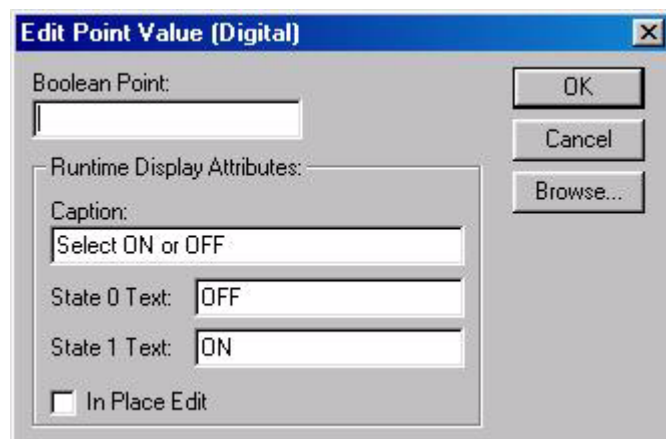 Edit Point Value (Digital)
Boolean Point:
OK
Cancel
Browse...
Runtime Display Attributes:
Caption:
Select ON or OFF
State 0 Text: OFF
State 1 Text: ON
In Place Edit